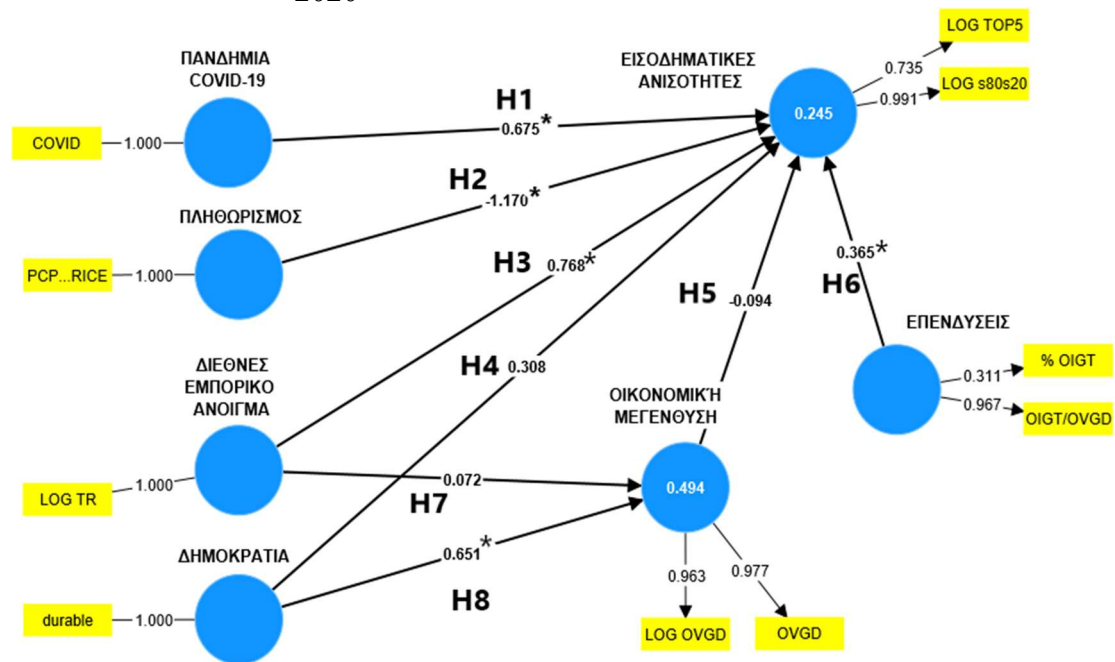 2020
ΠΑΝΔΗΜΙΑ
COVID-19
COVID
1.000
H1
0.675*
ΕΙΣΟΔΗΜΑΤΙΚΕΣ
ΑΝΙΣΟΤΗΤΕΣ
0.245
LOG TOP5
0.735
LOG s80s20
0.991
ΠΛΗΘΩΡΙΣΜΟΣ
PCP...RICE
1.000
H2
-1.170*
H3
0.768*
H4
0.308
H5
-0.094
H6
0.365*
ΕΠΕΝΔΥΣΕΙΣ
% OIGT
0.311
OIGT/OVGD
0.967
ΔΙΕΘΝΕΣ
ΕΜΠΟΡΙΚΟ
ΑΝΟΙΓΜΑ
LOG TR
1.000
ΟΙΚΟΝΟΜΙΚΉ
ΜΕΓΕΝΘΥΣΗ
0.494
0.072
H7
ΔΗΜΟΚΡΑΤΙΑ
durable
1.000
0.651*
H8
0.963
0.977
LOG OVGD
OVGD